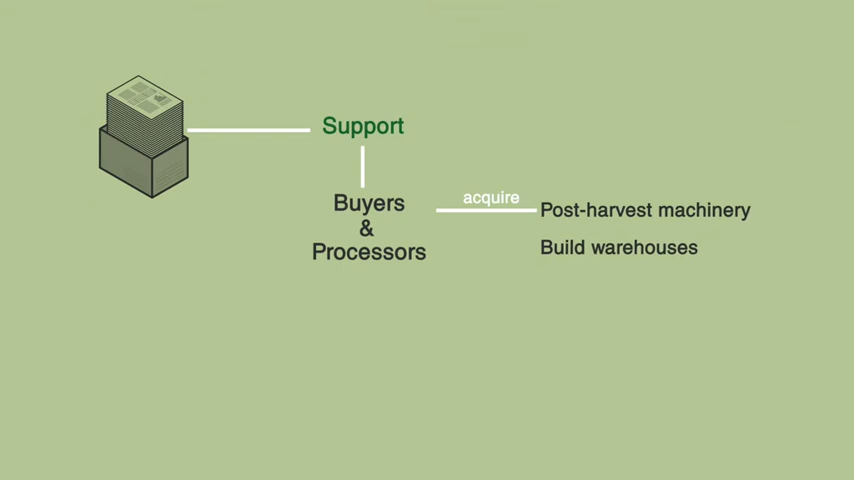 Support
Buyers
&
Processors
acquire
Post-harvest machinery
Build warehouses